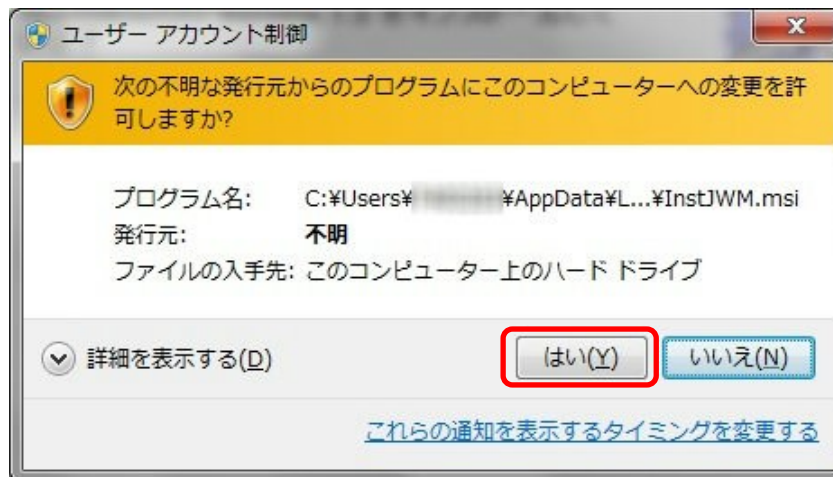 ユーザー アカウント制御
次の不明な発行元からのプログラムにこのコンピューターへの変更を許
可しますか?
プログラム名: C:¥Users¥ ¥AppData¥L...¥InstJWM.msi
発行元: 不明
ファイルの入手先: このコンピューター上のハード ドライブ
詳細を表示する(D) はい(Y) いいえ(N)
これらの通知を表示するタイミングを変更する